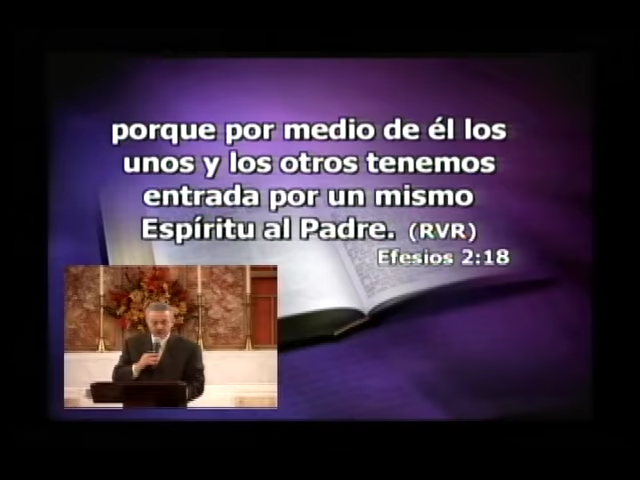 porque por medio de él los
unos y los otros tenemos
entrada por un mismo
Espíritu al Padre. (RVR)
Efesios 2:18